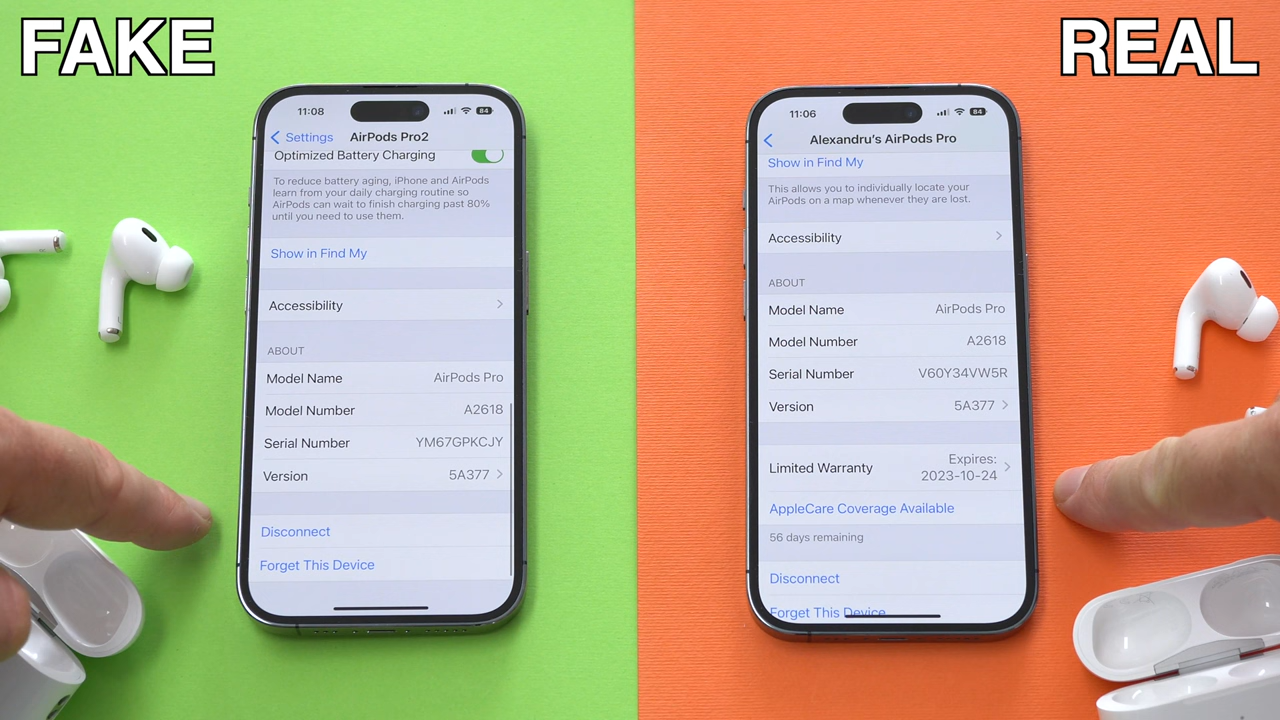 FAKE
11:08
84
Settings
AirPods Pro2
Optimized Battery Charging
To reduce battery aging, iPhone and AirPods
learn from your daily charging routine so
AirPods can wait to finish charging past 80%
until you need to use them.
Show in Find My
Accessibility
ABOUT
Model Name AirPods Pro
Model Number A2618
Serial Number YM67GPKCJY
Version 5A377
Disconnect
Forget This Device
REAL
11:06
84
Alexandru's AirPods Pro
Show in Find My
This allows you to individually locate your
AirPods on a map whenever they are lost.
Accessibility
ABOUT
Model Name AirPods Pro
Model Number A2618
Serial Number V60Y34VW5R
Version 5A377
Limited Warranty Expires:
2023-10-24
AppleCare Coverage Available
56 days remaining
Disconnect
Forget This Device